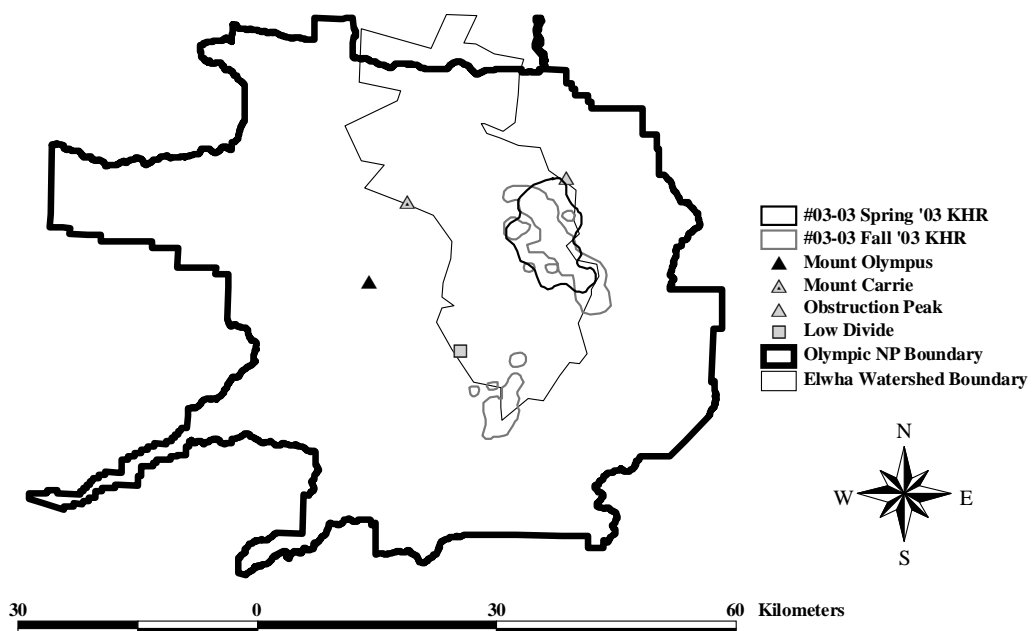 #03-03 Spring '03 KHR
#03-03 Fall '03 KHR
Mount Olympus
Mount Carrie
Obstruction Peak
Low Divide
Olympic NP Boundary
Elwha Watershed Boundary
N
W E
S
30 0 30 60 Kilometers